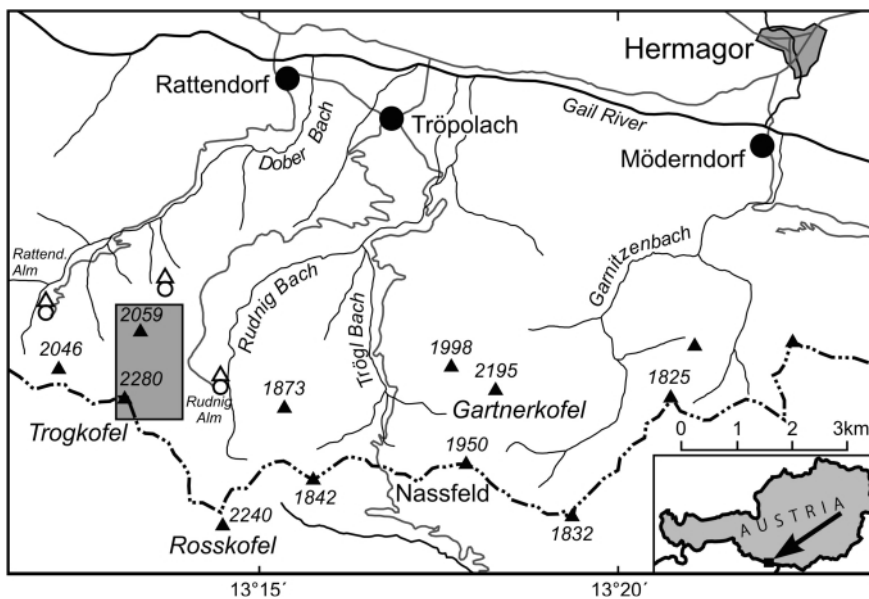 Hermagor
Rattendorf
Gail River
Tröpolach
Dober Bach
Möderndorf
Garnitzenbach
Rattend.
Alm
Rudnig Bach
2059
Trögl Bach
2046
1998
2280
2195
1873
Rudnig
Alm
Gartnerkofel
1825
Trogkofel
0 1 2 3km
1950
1842
Nassfeld
2240
1832
Rosskofel
AUSTRIA
13°15´
13°20´